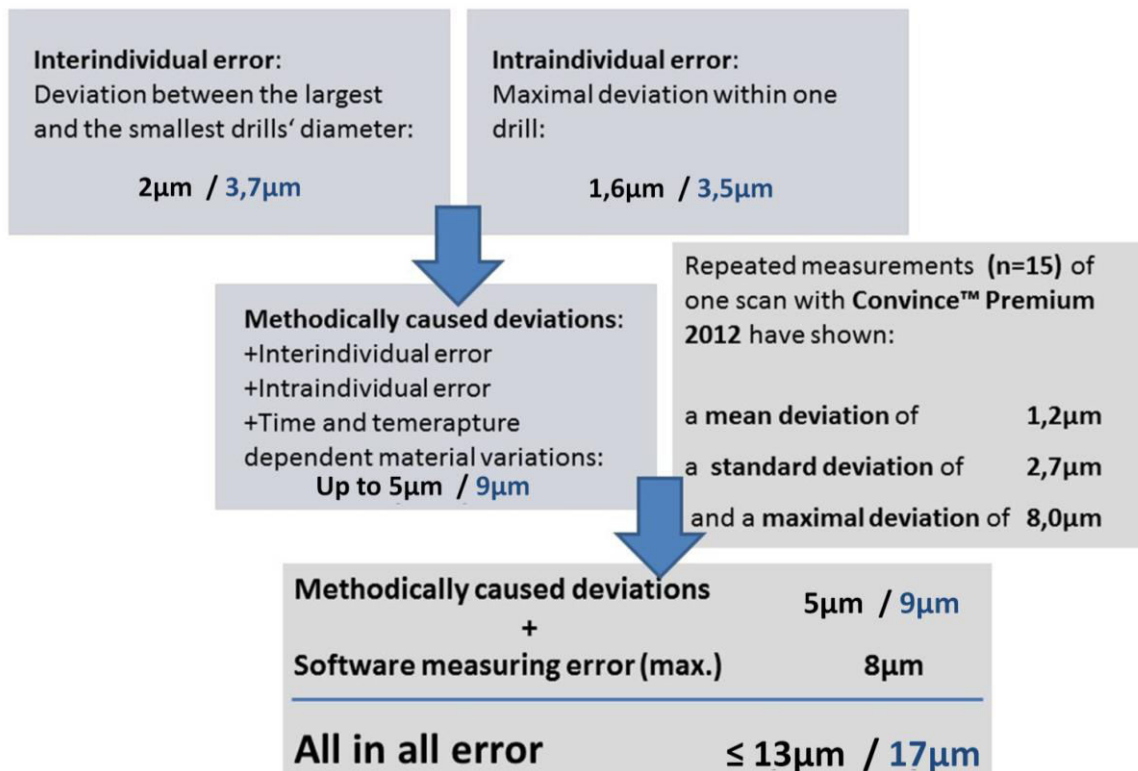 Interindividual error:
Deviation between the largest
and the smallest drills‘ diameter:
2µm / 3,7µm
Intraindividual error:
Maximal deviation within one
drill:
1,6µm / 3,5µm
Methodically caused deviations:
+Interindividual error
+Intraindividual error
+Time and temerapture
dependent material variations:
Up to 5µm / 9µm
Repeated measurements (n=15) of
one scan with Convince™ Premium
2012 have shown:
a mean deviation of 1,2µm
a standard deviation of 2,7µm
and a maximal deviation of 8,0µm
Methodically caused deviations 5µm / 9µm
+
Software measuring error (max.) 8µm
All in all error ≤ 13µm / 17µm